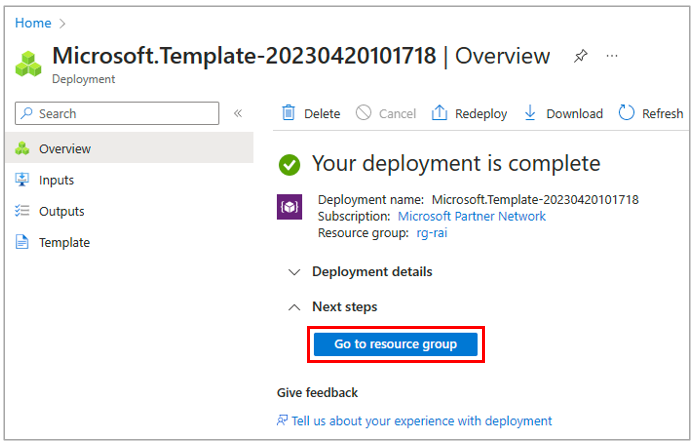 Home >
Microsoft.Template-20230420101718 | Overview ...
Deployment
Search «
Delete Cancel Redeploy Download Refresh
Overview
Inputs
Outputs
Template
Your deployment is complete
Deployment name: Microsoft.Template-20230420101718
Subscription: Microsoft Partner Network
Resource group: rg-rai
Deployment details
Next steps
Go to resource group
Give feedback
Tell us about your experience with deployment